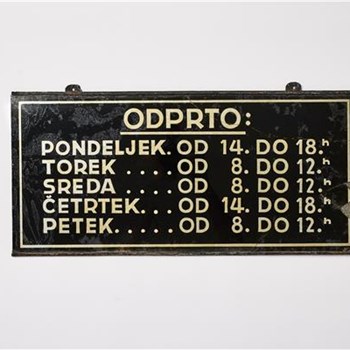 ODPRTO:
PONDELJEK. OD 14. DO 18.h
TOREK .... OD 8. DO 12.h
SREDA .... OD 8. DO 12.h
ČETRTEK... OD 14. DO 18.h
PETEK..... OD 8. DO 12.h